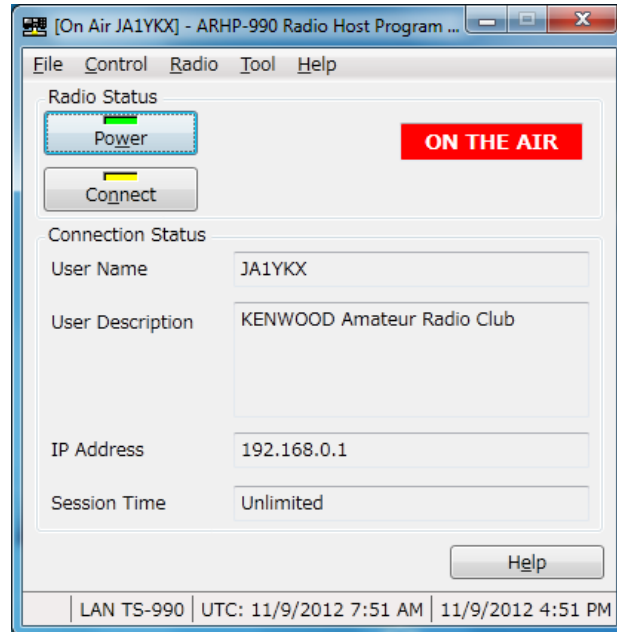 [On Air JA1YKX] - ARHP-990 Radio Host Program ...
File Control Radio Tool Help
Radio Status
Power
ON THE AIR
Connect
Connection Status
User Name JA1YKX
User Description KENWOOD Amateur Radio Club
IP Address 192.168.0.1
Session Time Unlimited
Help
LAN TS-990 UTC: 11/9/2012 7:51 AM 11/9/2012 4:51 PM